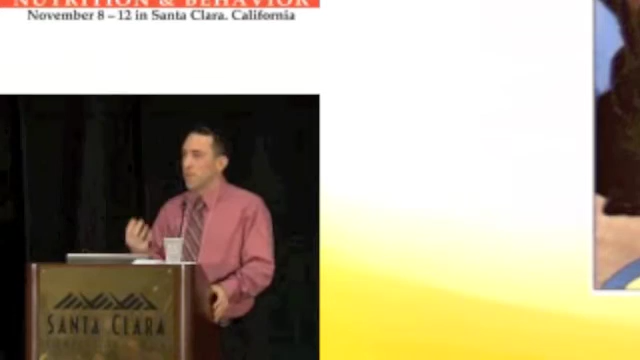 NUTRITION & BEHAVIOR
November 8 – 12 in Santa Clara, California
SANTA CLARA